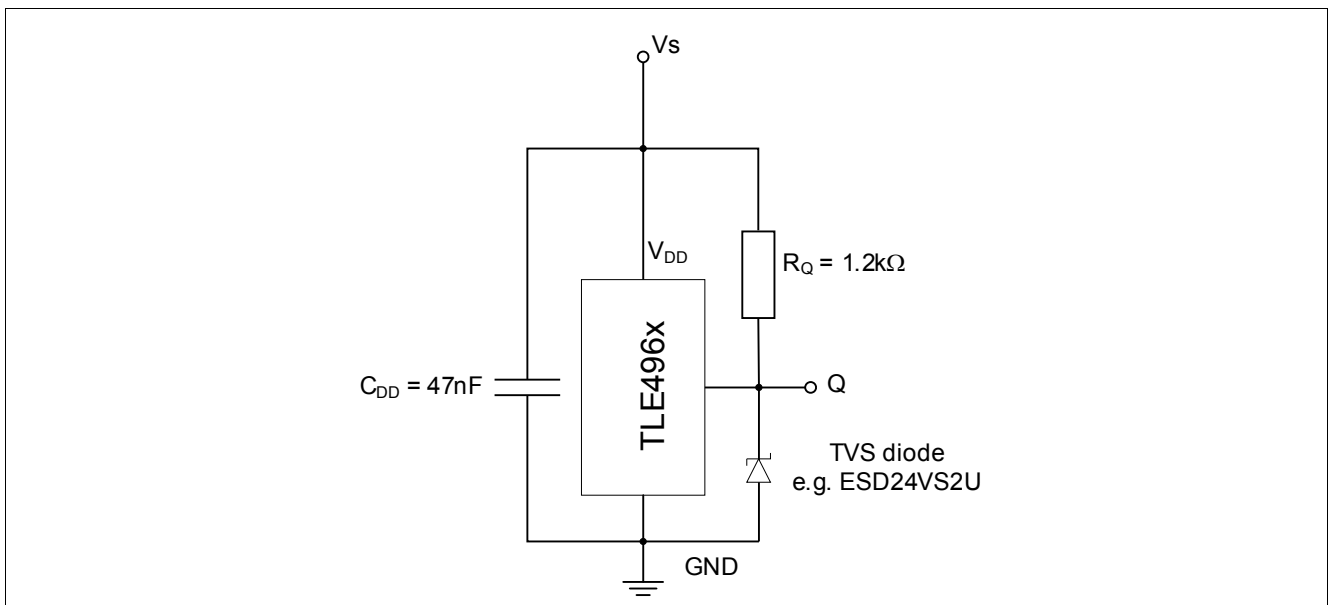 Vs
VDD
RQ = 1.2kΩ
TLE496x
CDD = 47nF
Q
TVS diode
e.g. ESD24VS2U
GND